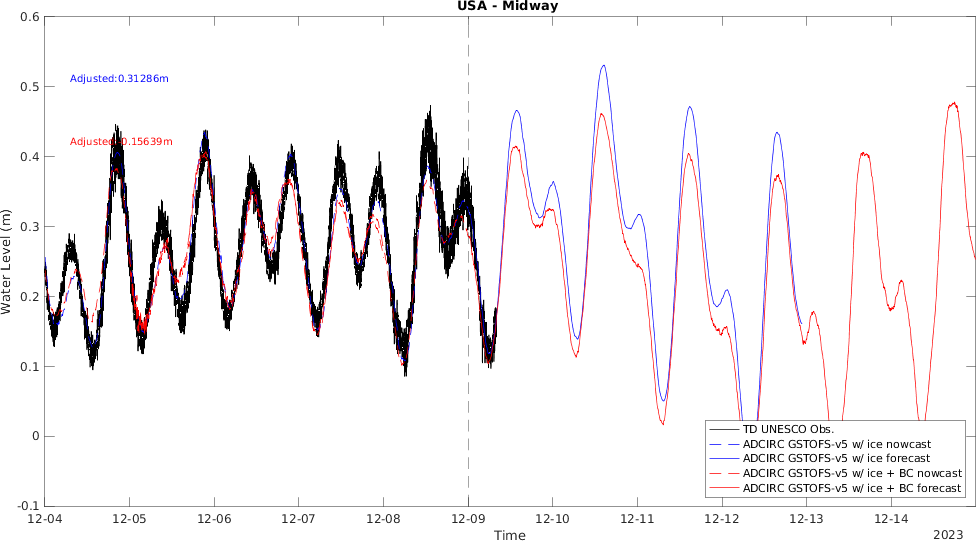 USA - Midway
0.6
0.5
0.4
0.3
0.2
0.1
0
-0.1
Water Level (m)
Adjusted:0.31286m
Adjusted:0.15639m
TD UNESCO Obs.
ADCIRC GSTOFS-v5 w/ ice nowcast
ADCIRC GSTOFS-v5 w/ ice forecast
ADCIRC GSTOFS-v5 w/ ice + BC nowcast
ADCIRC GSTOFS-v5 w/ ice + BC forecast
12-04 12-05 12-06 12-07 12-08 12-09 12-10 12-11 12-12 12-13 12-14
Time
2023